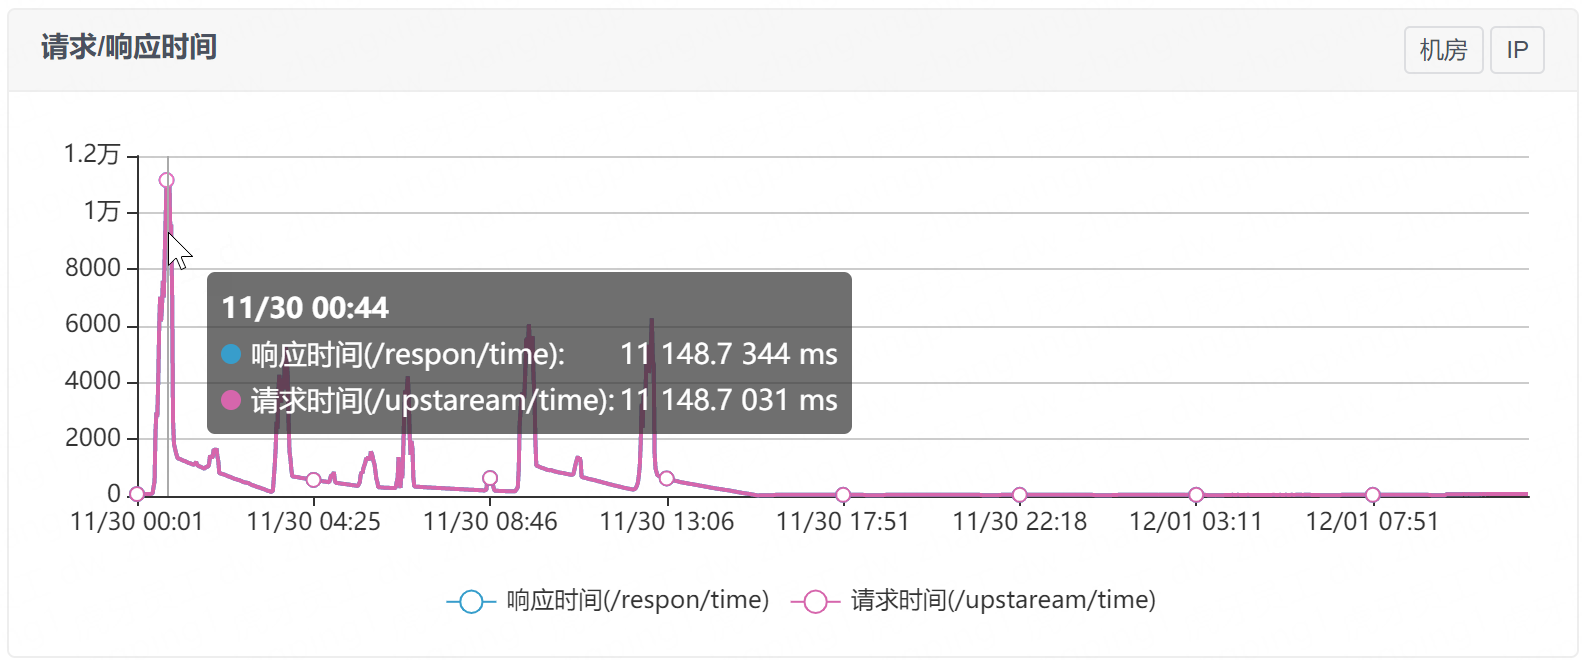 请求/响应时间
机房 IP
1.2万
1万
8000
6000
4000
2000
0
11/30 00:44
响应时间(/respon/time): 11 148.7 344 ms
请求时间(/upstaream/time): 11 148.7 031 ms
11/30 00:01 11/30 04:25 11/30 08:46 11/30 13:06 11/30 17:51 11/30 22:18 12/01 03:11 12/01 07:51
响应时间(/respon/time) 请求时间(/upstaream/time)